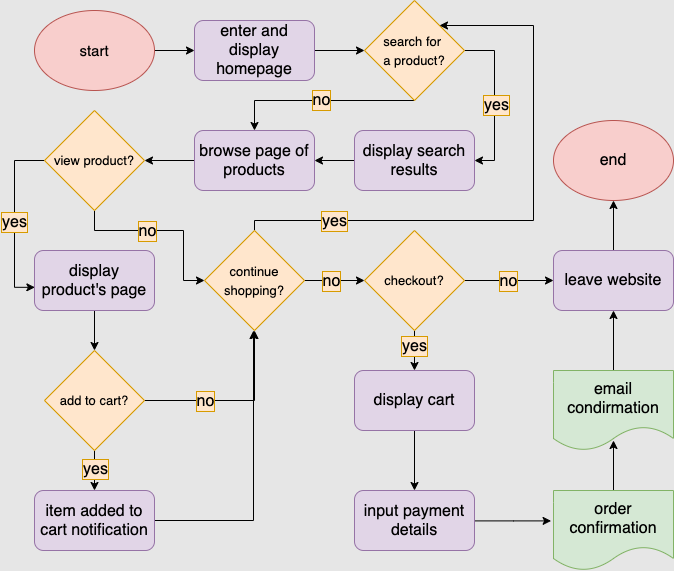 start
enter and
display
homepage
search for
a product?
no
yes
view product?
browse page of
products
display search
results
end
yes
no
yes
display
product's page
continue
shopping?
no
checkout?
no
leave website
yes
add to cart?
no
display cart
email
condirmation
yes
item added to
cart notification
input payment
details
order
confirmation